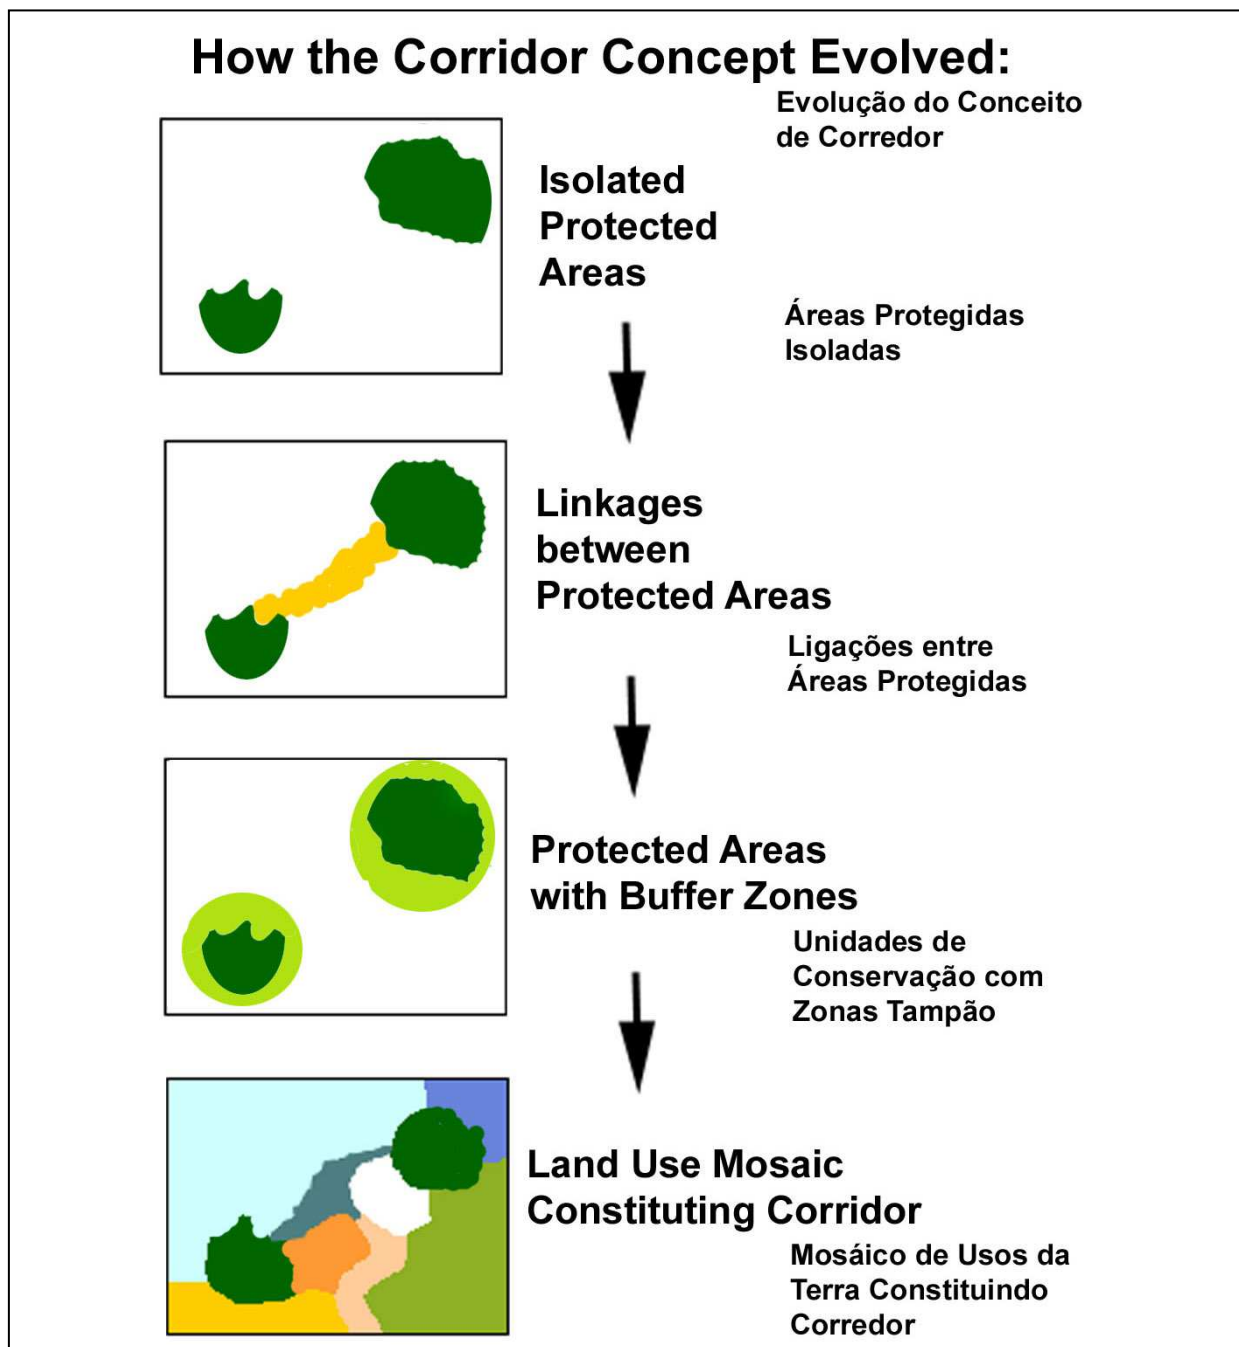 How the Corridor Concept Evolved:
Evolução do Conceito
de Corredor
Isolated
Protected
Areas
Áreas Protegidas
Isoladas
Linkages
between
Protected Areas
Ligações entre
Áreas Protegidas
Protected Areas
with Buffer Zones
Unidades de
Conservação com
Zonas Tampão
Land Use Mosaic
Constituting Corridor
Mosáico de Usos da
Terra Constituindo
Corredor